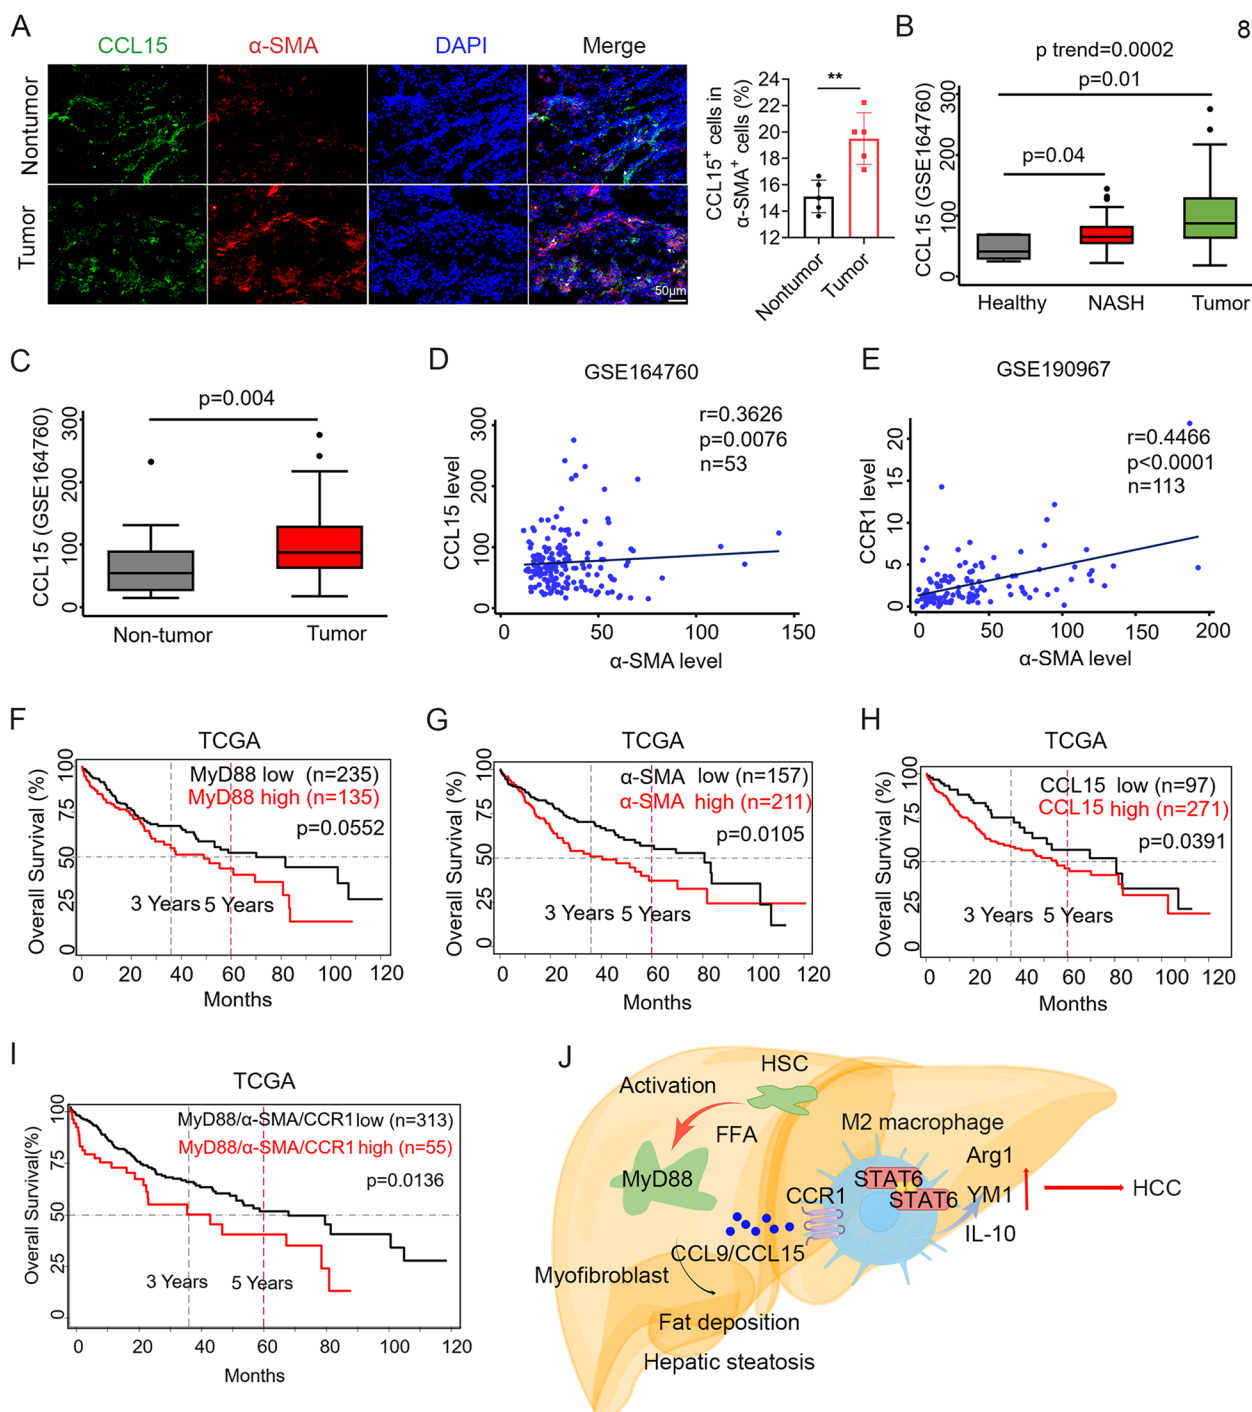 A
CCL15
α-SMA
DAPI
Merge
Nontumor
Tumor
50μm
CCL15+ cells in
α-SMA+ cells (%)
**
24
22
20
18
16
14
12
Nontumor
Tumor
B
8
p trend=0.0002
p=0.01
p=0.04
CCL15 (GSE164760)
300
200
100
0
Healthy
NASH
Tumor
C
p=0.004
CCL15 (GSE164760)
300
200
100
0
Non-tumor
Tumor
D
GSE164760
r=0.3626
p=0.0076
n=53
CCL15 level
300
200
100
0
0
50
100
150
α-SMA level
E
GSE190967
r=0.4466
p<0.0001
n=113
CCR1 level
20
15
10
5
0
0
50
100
150
200
α-SMA level
F
TCGA
MyD88 low (n=235)
MyD88 high (n=135)
p=0.0552
3 Years
5 Years
Overall Survival (%)
100
75
50
25
0
0
20
40
60
80
100
120
Months
G
TCGA
α-SMA low (n=157)
α-SMA high (n=211)
p=0.0105
3 Years
5 Years
Overall Survival (%)
100
75
50
25
0
0
20
40
60
80
100
120
Months
H
TCGA
CCL15 low (n=97)
CCL15 high (n=271)
p=0.0391
3 Years
5 Years
Overall Survival (%)
100
75
50
25
0
0
20
40
60
80
100
120
Months
I
TCGA
MyD88/α-SMA/CCR1 low (n=313)
MyD88/α-SMA/CCR1 high (n=55)
p=0.0136
3 Years
5 Years
Overall Survival(%)
100
75
50
25
0
0
20
40
60
80
100
120
Months
J
HSC
Activation
FFA
MyD88
M2 macrophage
Arg1
STAT6
STAT6
YM1
HCC
CCR1
IL-10
CCL9/CCL15
Myofibroblast
Fat deposition
Hepatic steatosis